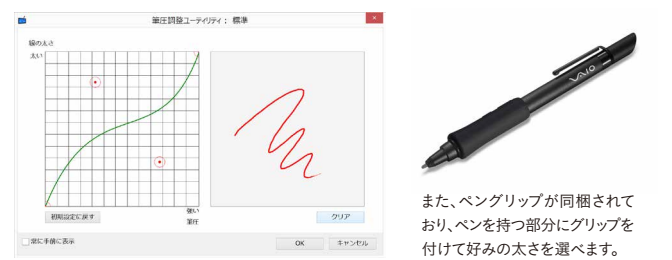 筆圧調整ユーティリティ： 標準
線の太さ
太い
初期設定に戻す
強い
筆圧
クリア
常に手前に表示
OK
キャンセル
VAIO
また、ペングリップが同梱されて
おり、ペンを持つ部分にグリップを
付けて好みの太さを選べます。